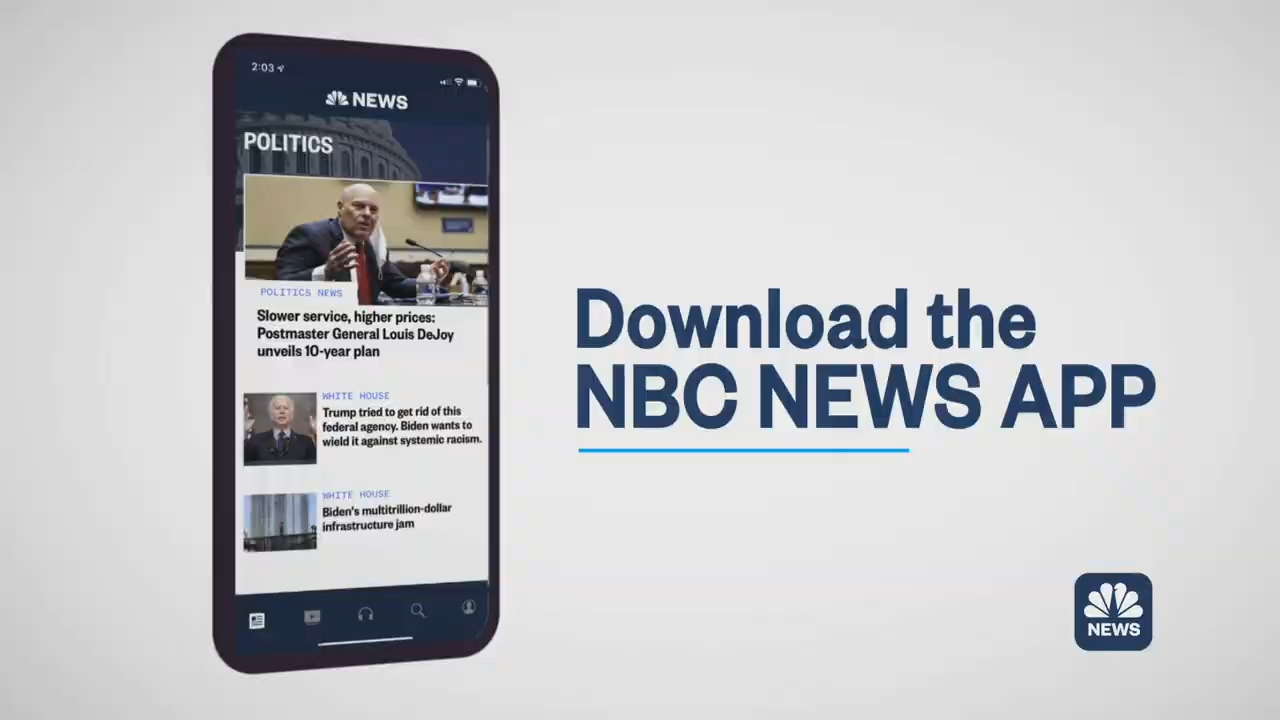 2:03
NEWS
POLITICS
POLITICS NEWS
Slower service, higher prices:
Postmaster General Louis DeJoy
unveils 10-year plan
WHITE HOUSE
Trump tried to get rid of this
federal agency. Biden wants to
wield it against systemic racism.
WHITE HOUSE
Biden's multitrillion-dollar
infrastructure jam
Download the
NBC NEWS APP
NEWS